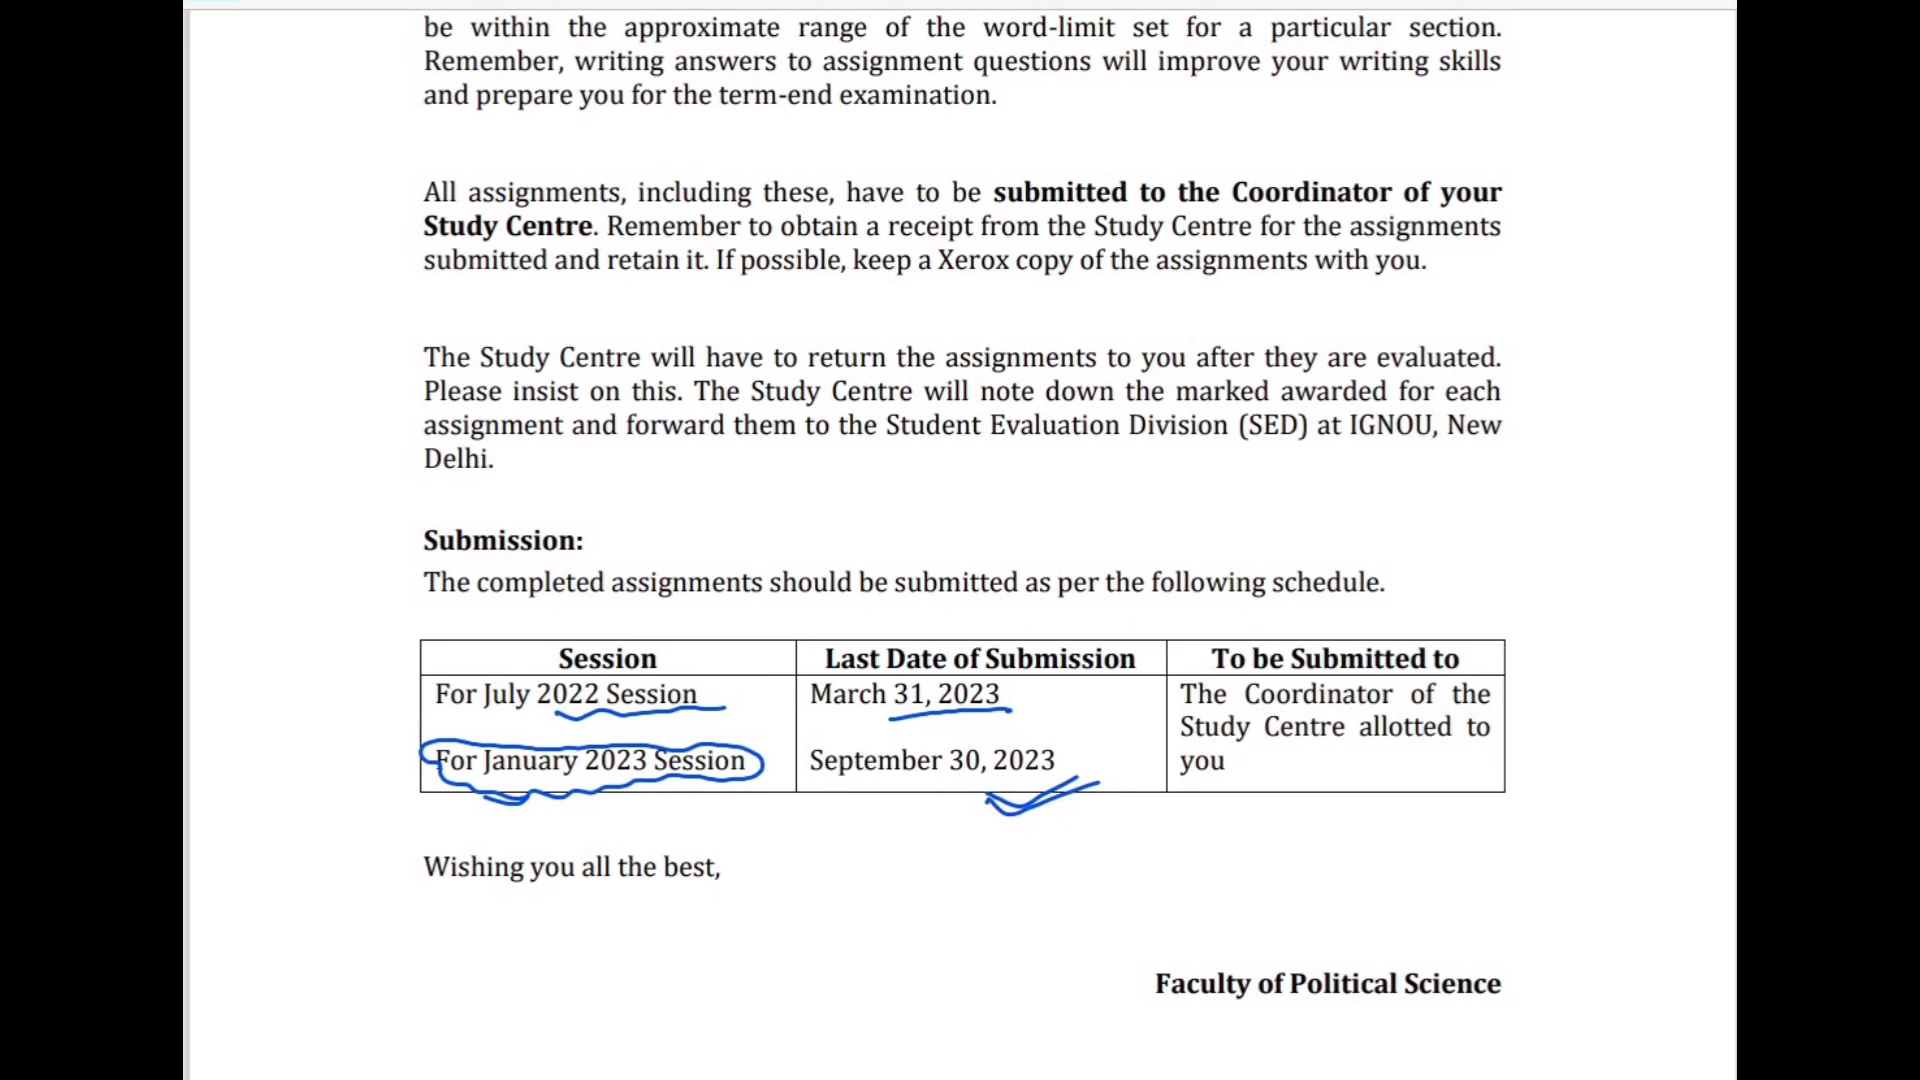 be within the approximate range of the word-limit set for a particular section.
Remember, writing answers to assignment questions will improve your writing skills
and prepare you for the term-end examination.
All assignments, including these, have to be submitted to the Coordinator of your
Study Centre. Remember to obtain a receipt from the Study Centre for the assignments
submitted and retain it. If possible, keep a Xerox copy of the assignments with you.
The Study Centre will have to return the assignments to you after they are evaluated.
Please insist on this. The Study Centre will note down the marked awarded for each
assignment and forward them to the Student Evaluation Division (SED) at IGNOU, New
Delhi.
Submission:
The completed assignments should be submitted as per the following schedule.
Session Last Date of Submission To be Submitted to
For July 2022 Session March 31, 2023 The Coordinator of the
Study Centre allotted to
For January 2023 Session September 30, 2023 you
Wishing you all the best,
Faculty of Political Science